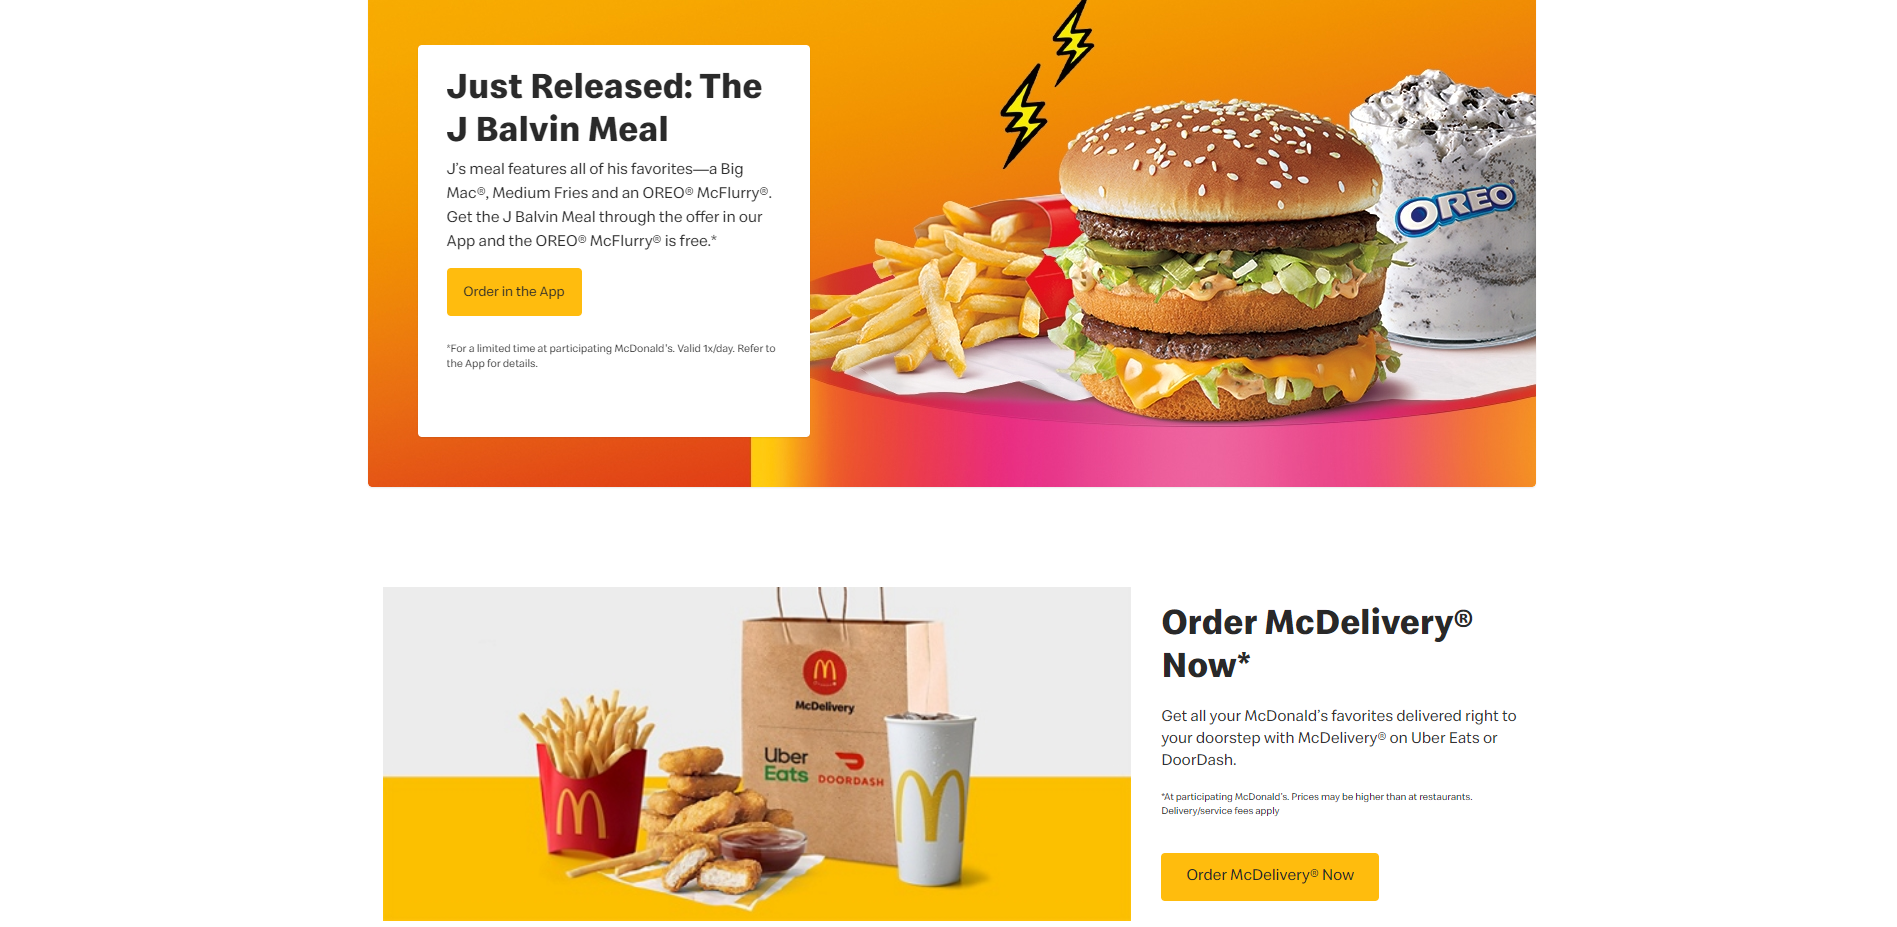 Just Released: The
J Balvin Meal
J’s meal features all of his favorites—a Big
Mac®, Medium Fries and an OREO® McFlurry®.
Get the J Balvin Meal through the offer in our
App and the OREO® McFlurry® is free.*
Order in the App
*For a limited time at participating McDonald's. Valid 1x/day. Refer to
the App for details.
OREO
McDelivery
Uber
Eats
DOORDASH
Order McDelivery®
Now*
Get all your McDonald’s favorites delivered right to
your doorstep with McDelivery® on Uber Eats or
DoorDash.
*At participating McDonald's. Prices may be higher than at restaurants.
Delivery/service fees apply
Order McDelivery® Now